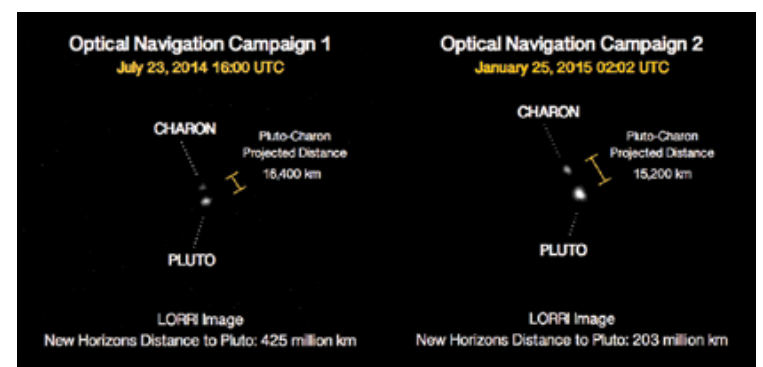 Optical Navigation Campaign 1
July 23, 2014 16:00 UTC
CHARON
Pluto-Charon
Projected Distance
16,400 km
PLUTO
LORRI Image
New Horizons Distance to Pluto: 425 million km
Optical Navigation Campaign 2
January 25, 2015 02:02 UTC
CHARON
Pluto-Charon
Projected Distance
15,200 km
PLUTO
LORRI Image
New Horizons Distance to Pluto: 203 million km